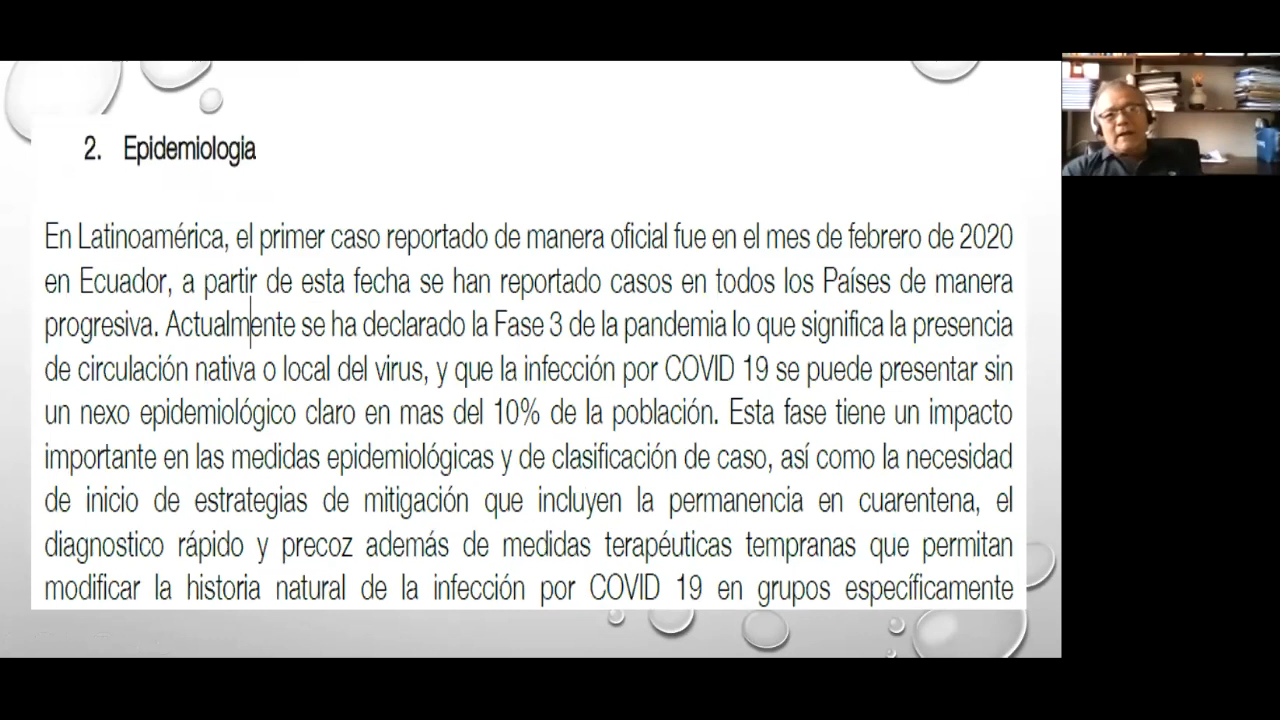 2. Epidemiologia
En Latinoamérica, el primer caso reportado de manera oficial fue en el mes de febrero de 2020
en Ecuador, a partir de esta fecha se han reportado casos en todos los Países de manera
progresiva. Actualmente se ha declarado la Fase 3 de la pandemia lo que significa la presencia
de circulación nativa o local del virus, y que la infección por COVID 19 se puede presentar sin
un nexo epidemiológico claro en mas del 10% de la población. Esta fase tiene un impacto
importante en las medidas epidemiológicas y de clasificación de caso, así como la necesidad
de inicio de estrategias de mitigación que incluyen la permanencia en cuarentena, el
diagnostico rápido y precoz además de medidas terapéuticas tempranas que permitan
modificar la historia natural de la infección por COVID 19 en grupos específicamente